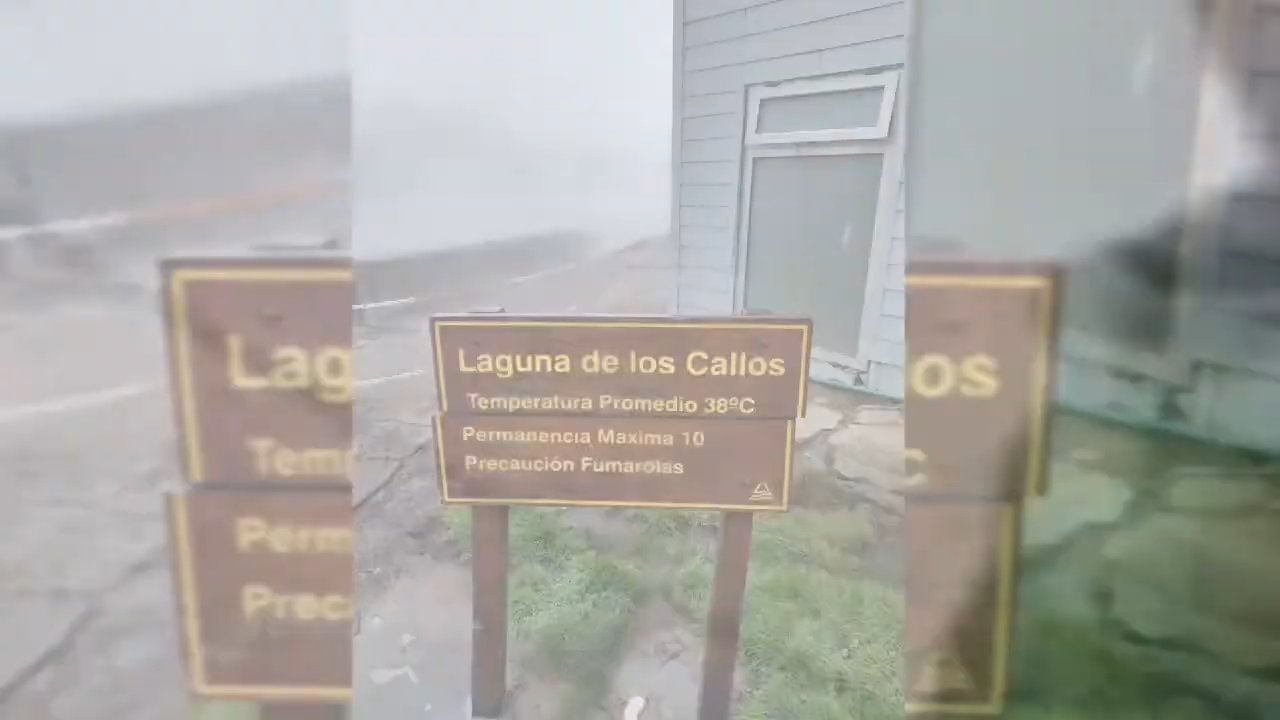 Laguna de los Callos
Temperatura Promedio 38ºC
Permanencia Maxima 10
Precaución Fumarolas